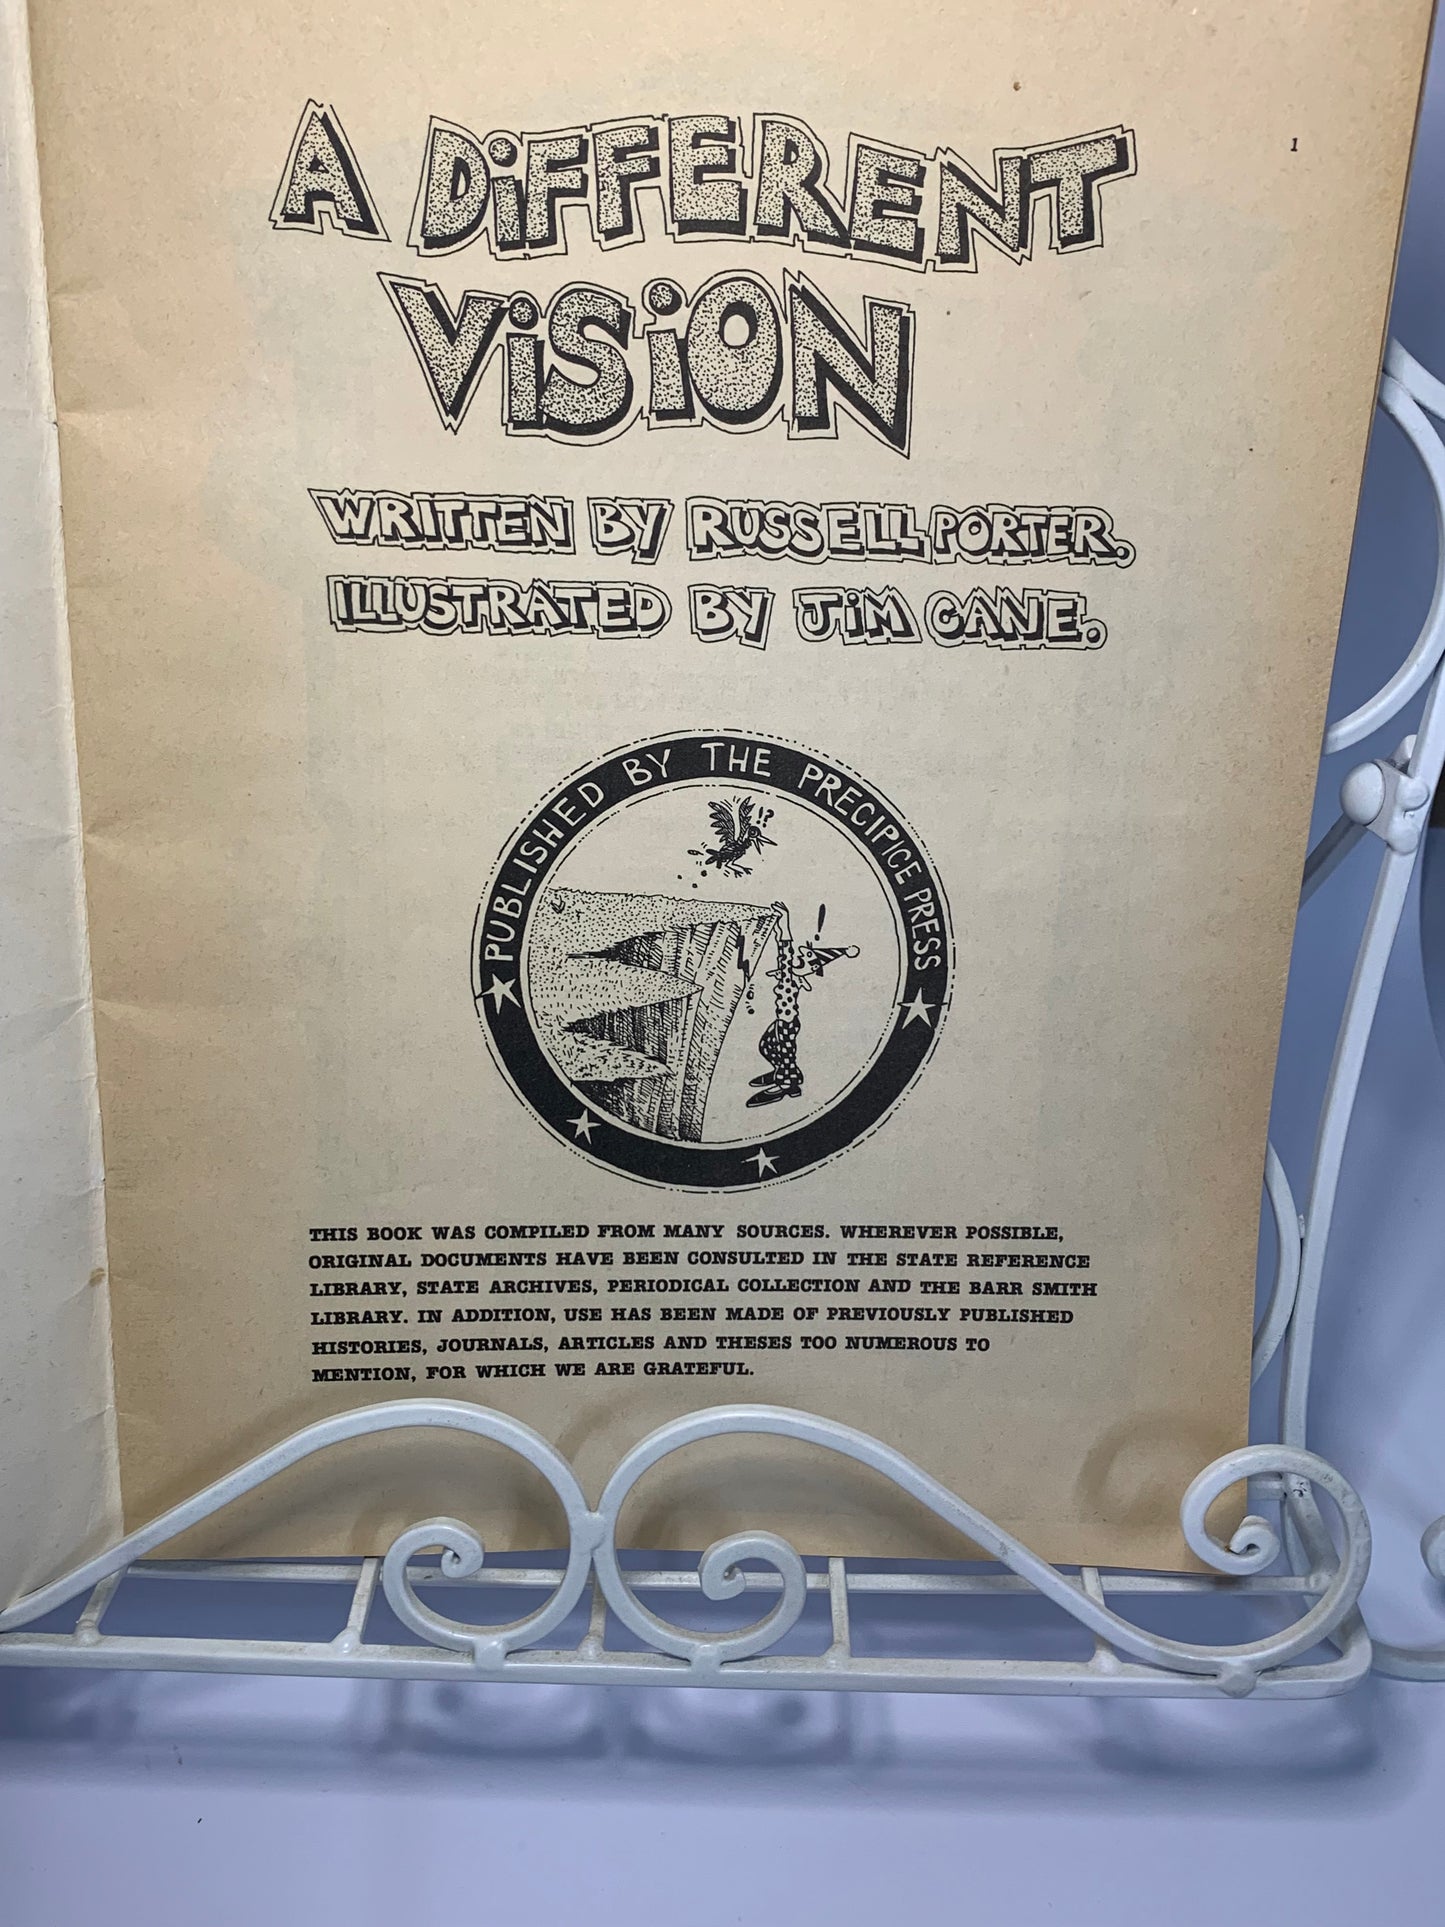 1
A DiFFERENT
ViSiON
WRITTEN BY RUSSELL PORTER.
ILLUSTRATED BY JiM CANE.
PUBLISHED BY THE PRECIPICE PRESS
!?
!
THIS BOOK WAS COMPILED FROM MANY SOURCES. WHEREVER POSSIBLE,
ORIGINAL DOCUMENTS HAVE BEEN CONSULTED IN THE STATE REFERENCE
LIBRARY, STATE ARCHIVES, PERIODICAL COLLECTION AND THE BARR SMITH
LIBRARY. IN ADDITION, USE HAS BEEN MADE OF PREVIOUSLY PUBLISHED
HISTORIES, JOURNALS, ARTICLES AND THESES TOO NUMEROUS TO
MENTION, FOR WHICH WE ARE GRATEFUL.